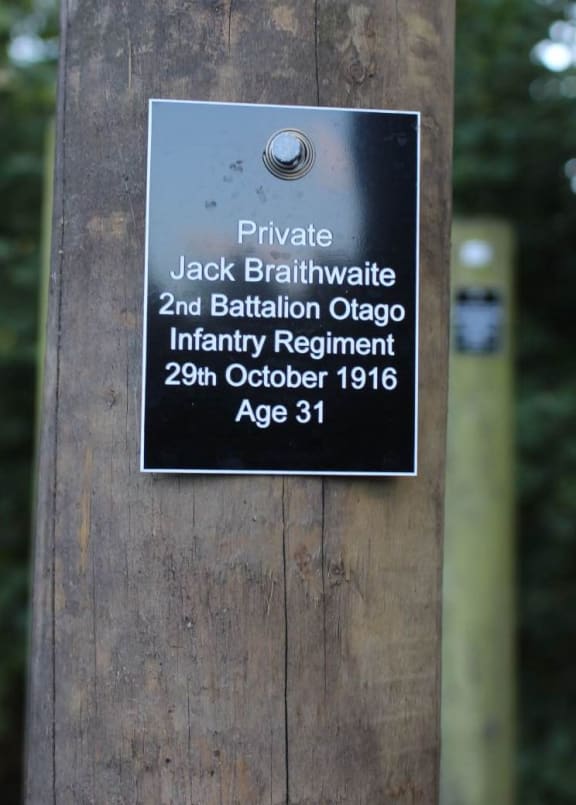 Private
Jack Braithwaite
2nd Battalion Otago
Infantry Regiment
29th October 1916
Age 31